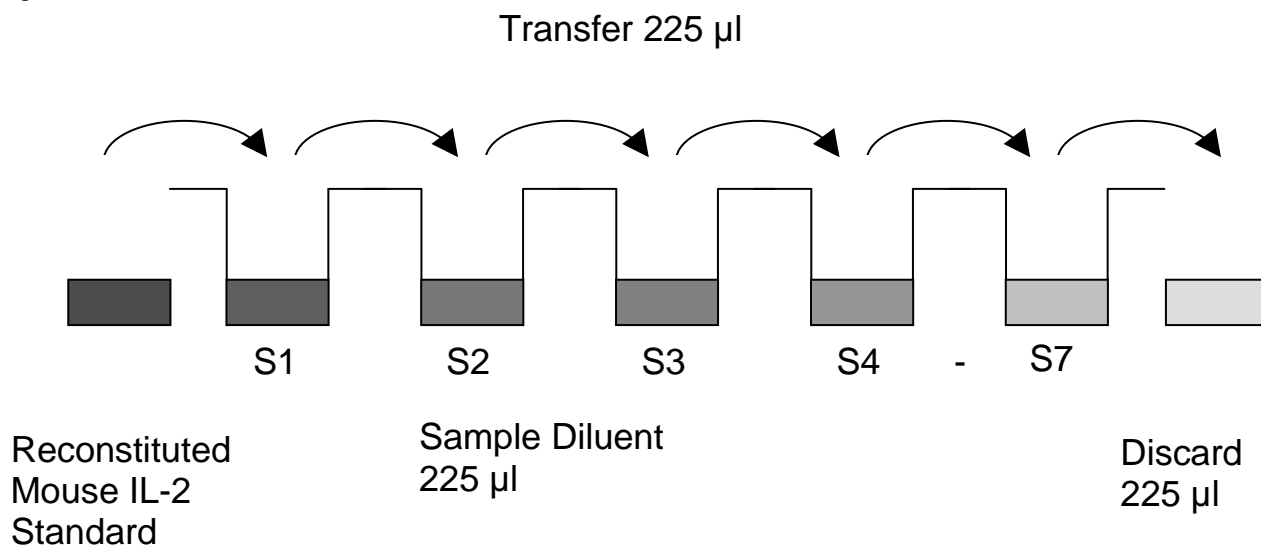 Transfer 225 µl
S1 S2 S3 S4 - S7
Reconstituted
Mouse IL-2
Standard
Sample Diluent
225 µl
Discard
225 µl